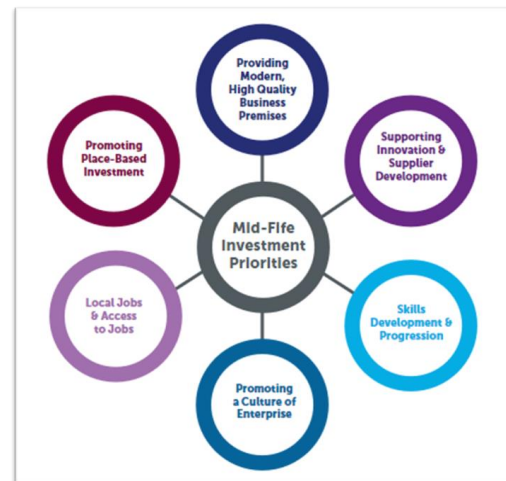 Providing
Modern,
High Quality
Business
Premises
Promoting
Place-Based
Investment
Supporting
Innovation &
Supplier
Development
Mid-Fife
Investment
Priorities
Local Jobs
& Access
to Jobs
Skills
Development &
Progression
Promoting
a Culture of
Enterprise